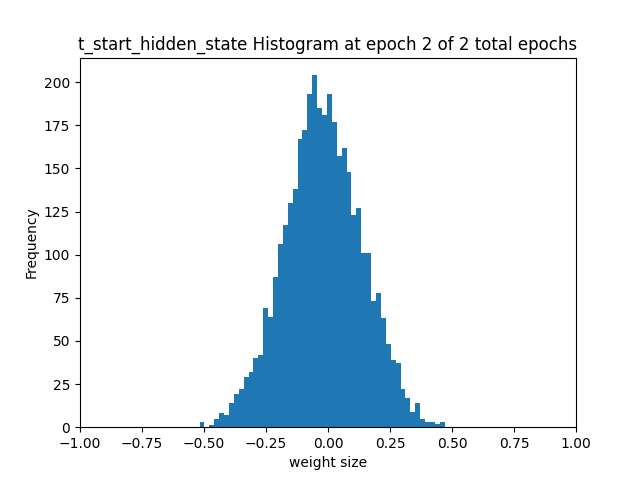 t_start_hidden_state Histogram at epoch 2 of 2 total epochs
200
175
150
125
100
75
50
25
0
Frequency
−1.00 −0.75 −0.50 −0.25 0.00 0.25 0.50 0.75 1.00
weight size